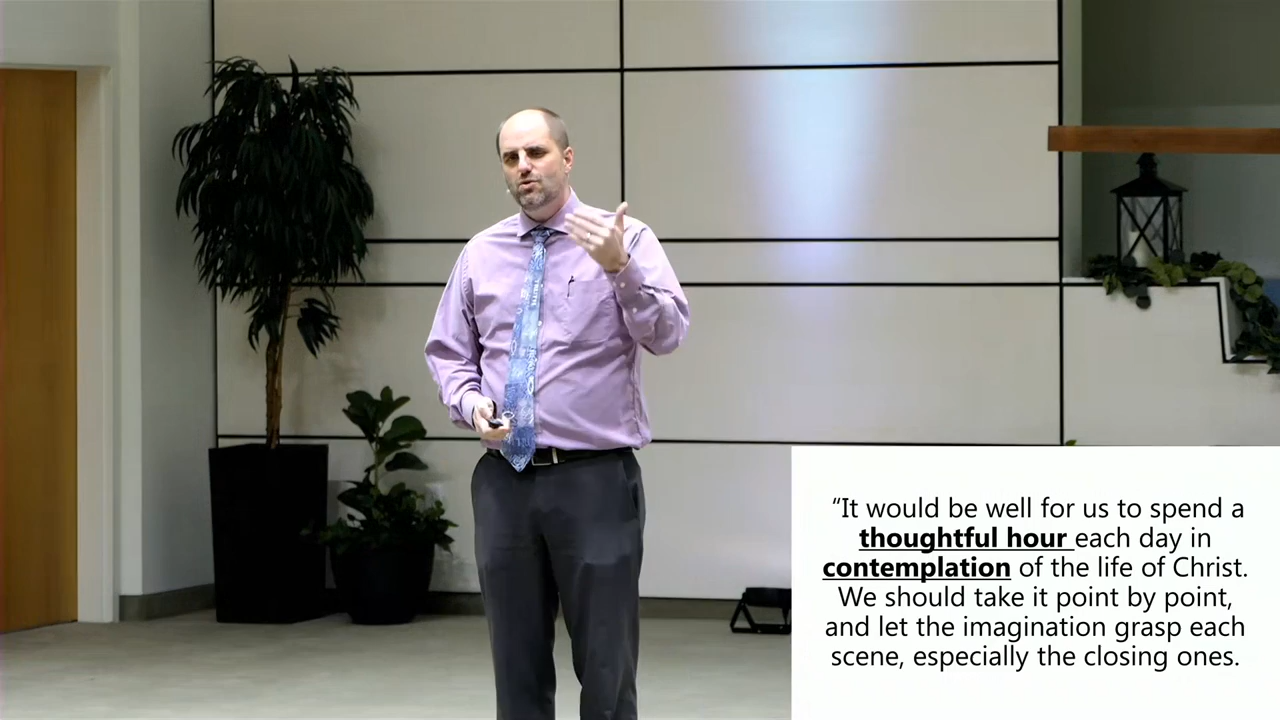 “It would be well for us to spend a
thoughtful hour each day in
contemplation of the life of Christ.
We should take it point by point,
and let the imagination grasp each
scene, especially the closing ones.